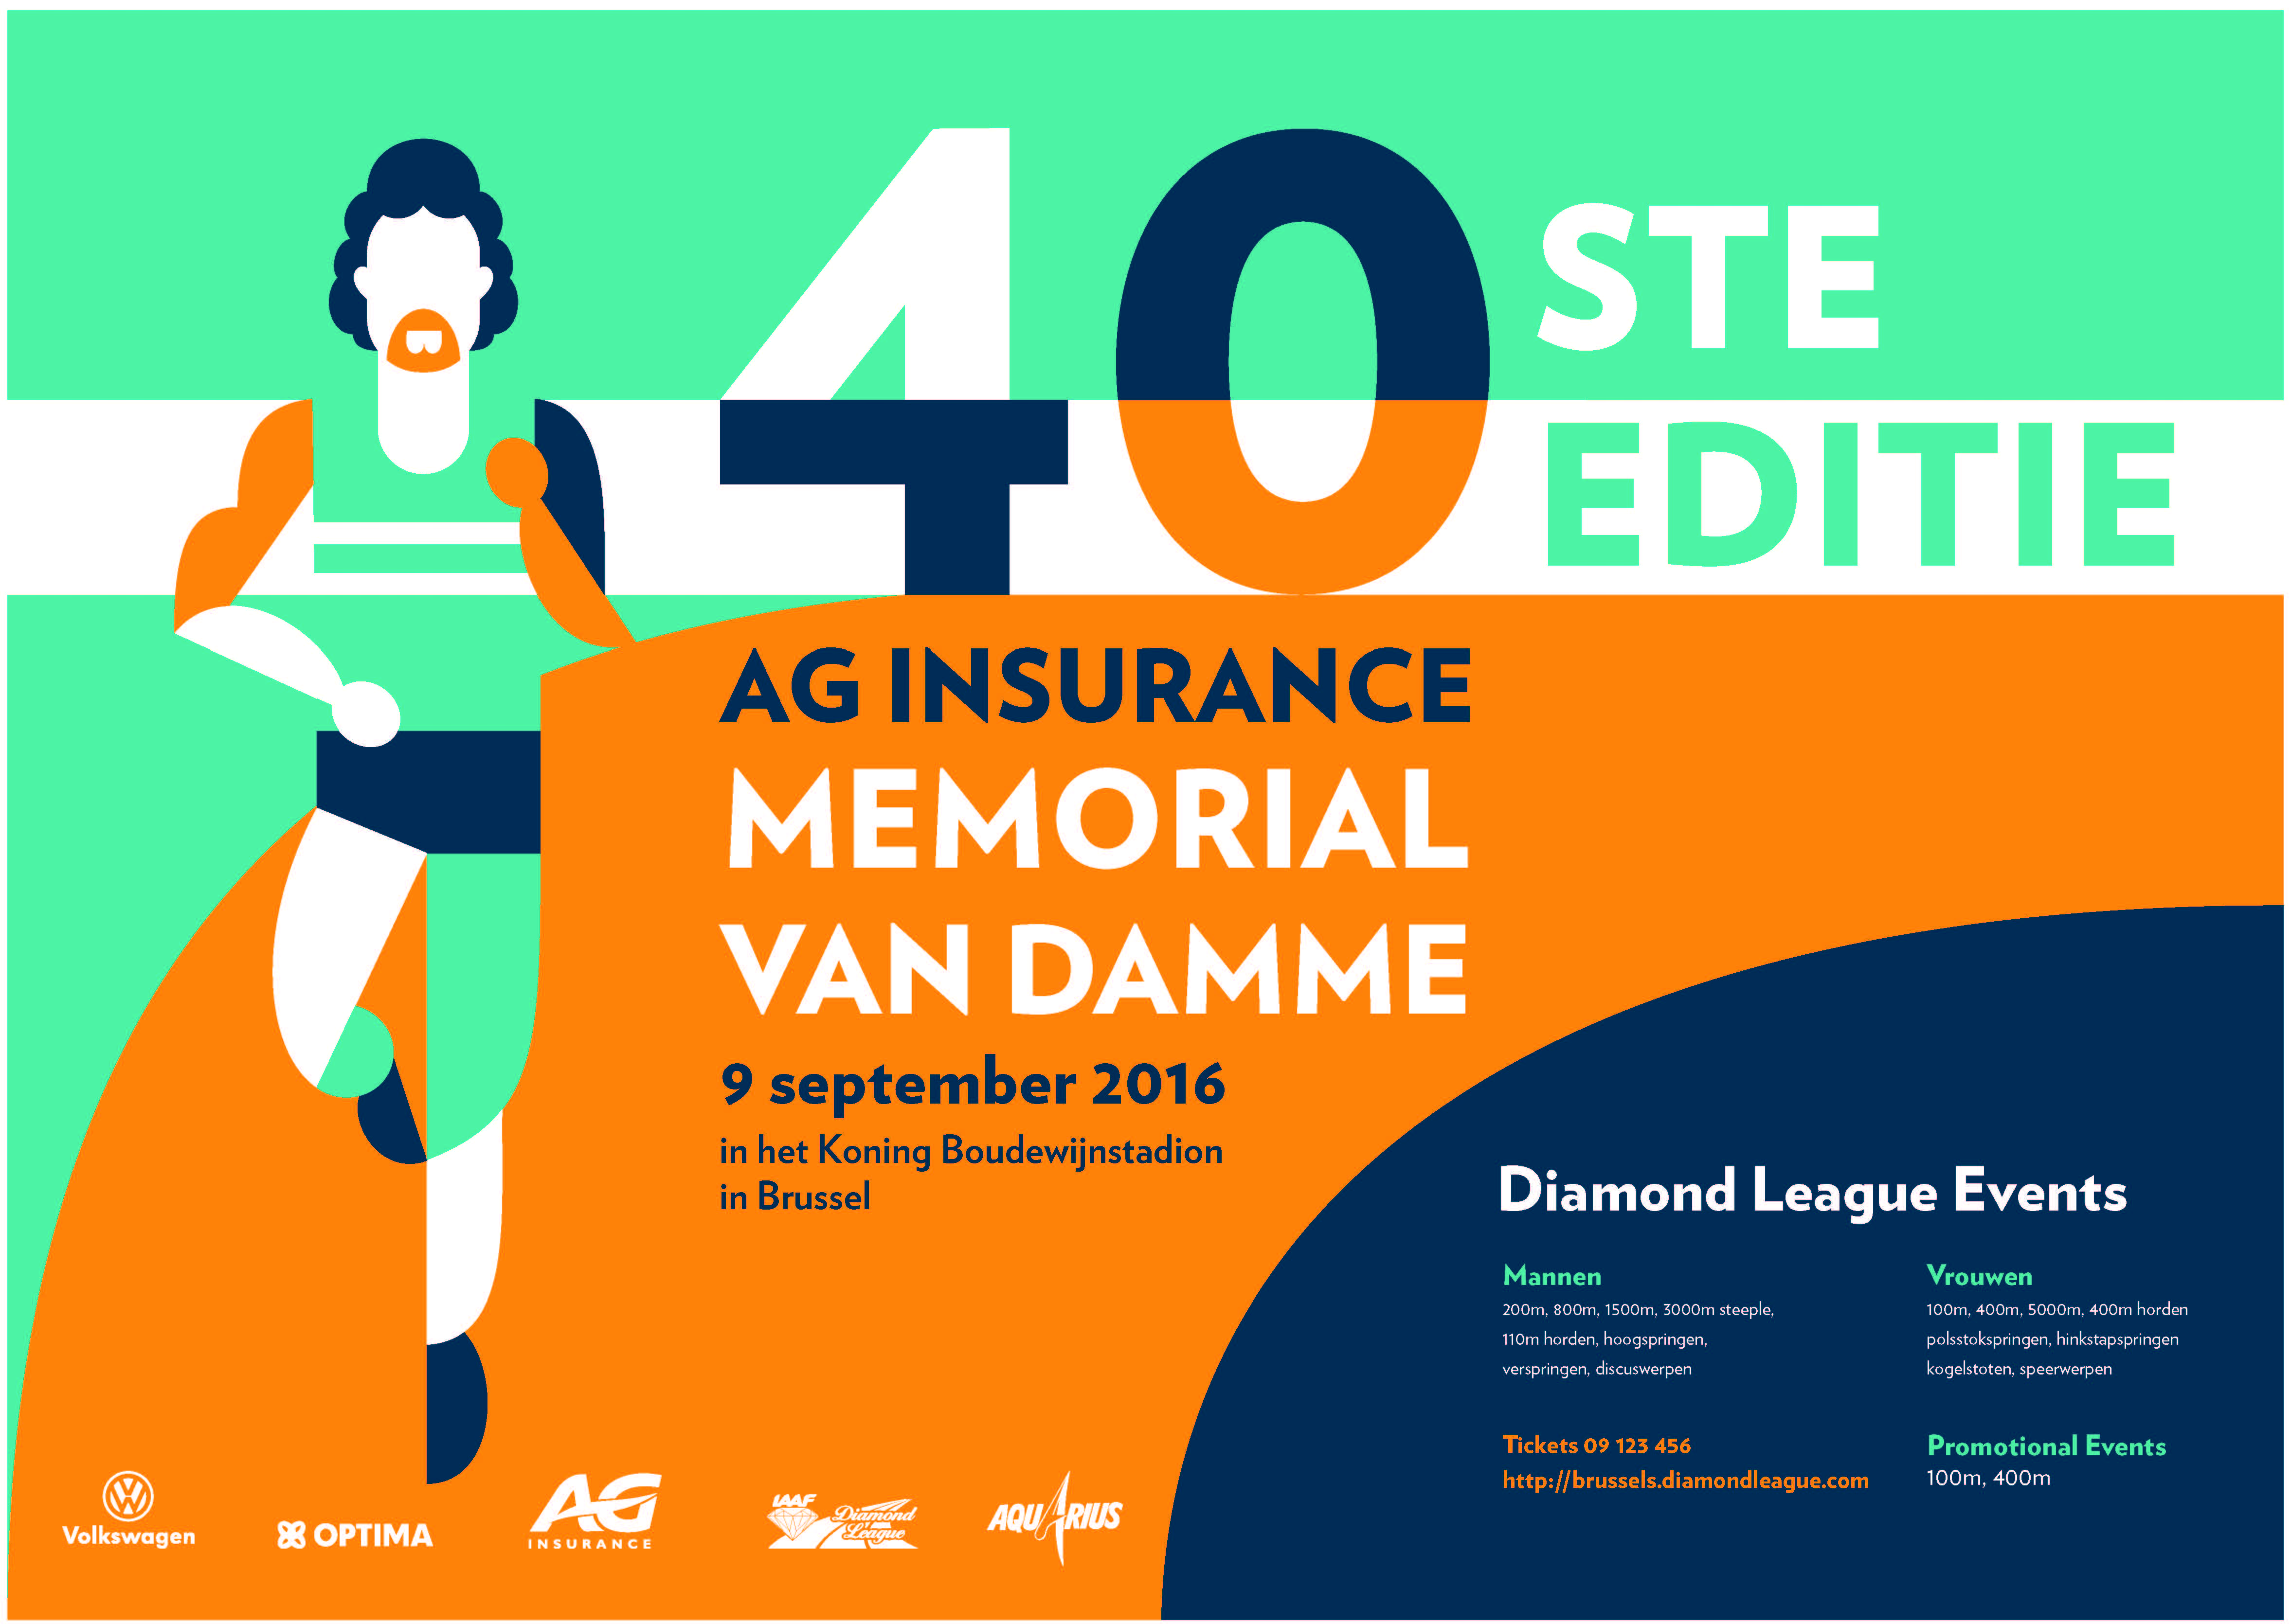 40 STE
EDITIE
AG INSURANCE
MEMORIAL
VAN DAMME
9 september 2016
in het Koning Boudewijnstadion
in Brussel
Diamond League Events
Mannen
200m, 800m, 1500m, 3000m steeple,
110m horden, hoogspringen,
verspringen, discuswerpen
Vrouwen
100m, 400m, 5000m, 400m horden
polsstokspringen, hinkstapspringen
kogelstoten, speerwerpen
Tickets 09 123 456
http://brussels.diamondleague.com
Promotional Events
100m, 400m
Volkswagen
OPTIMA
AG
INSURANCE
IAAF
Diamond
League
AQUARIUS